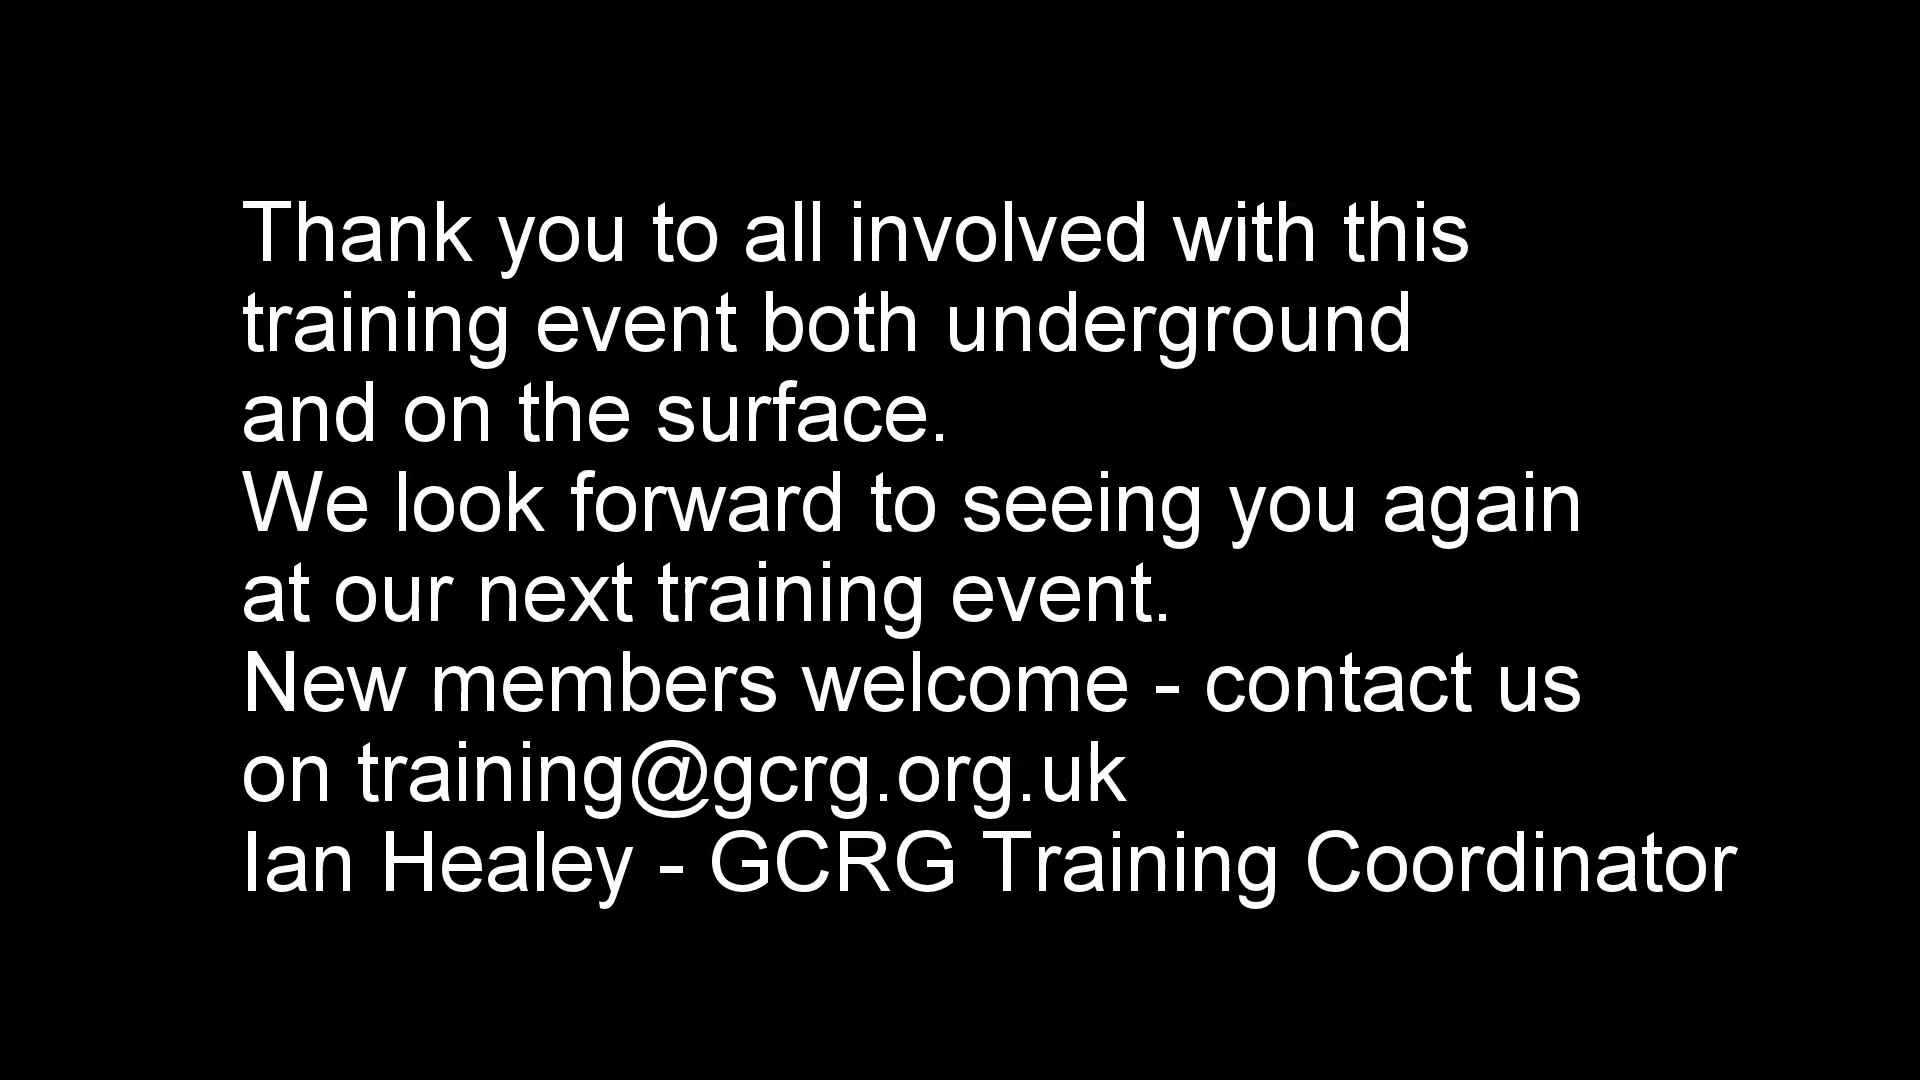 Thank you to all involved with this
training event both underground
and on the surface.
We look forward to seeing you again
at our next training event.
New members welcome - contact us
on training@gcrg.org.uk
Ian Healey - GCRG Training Coordinator